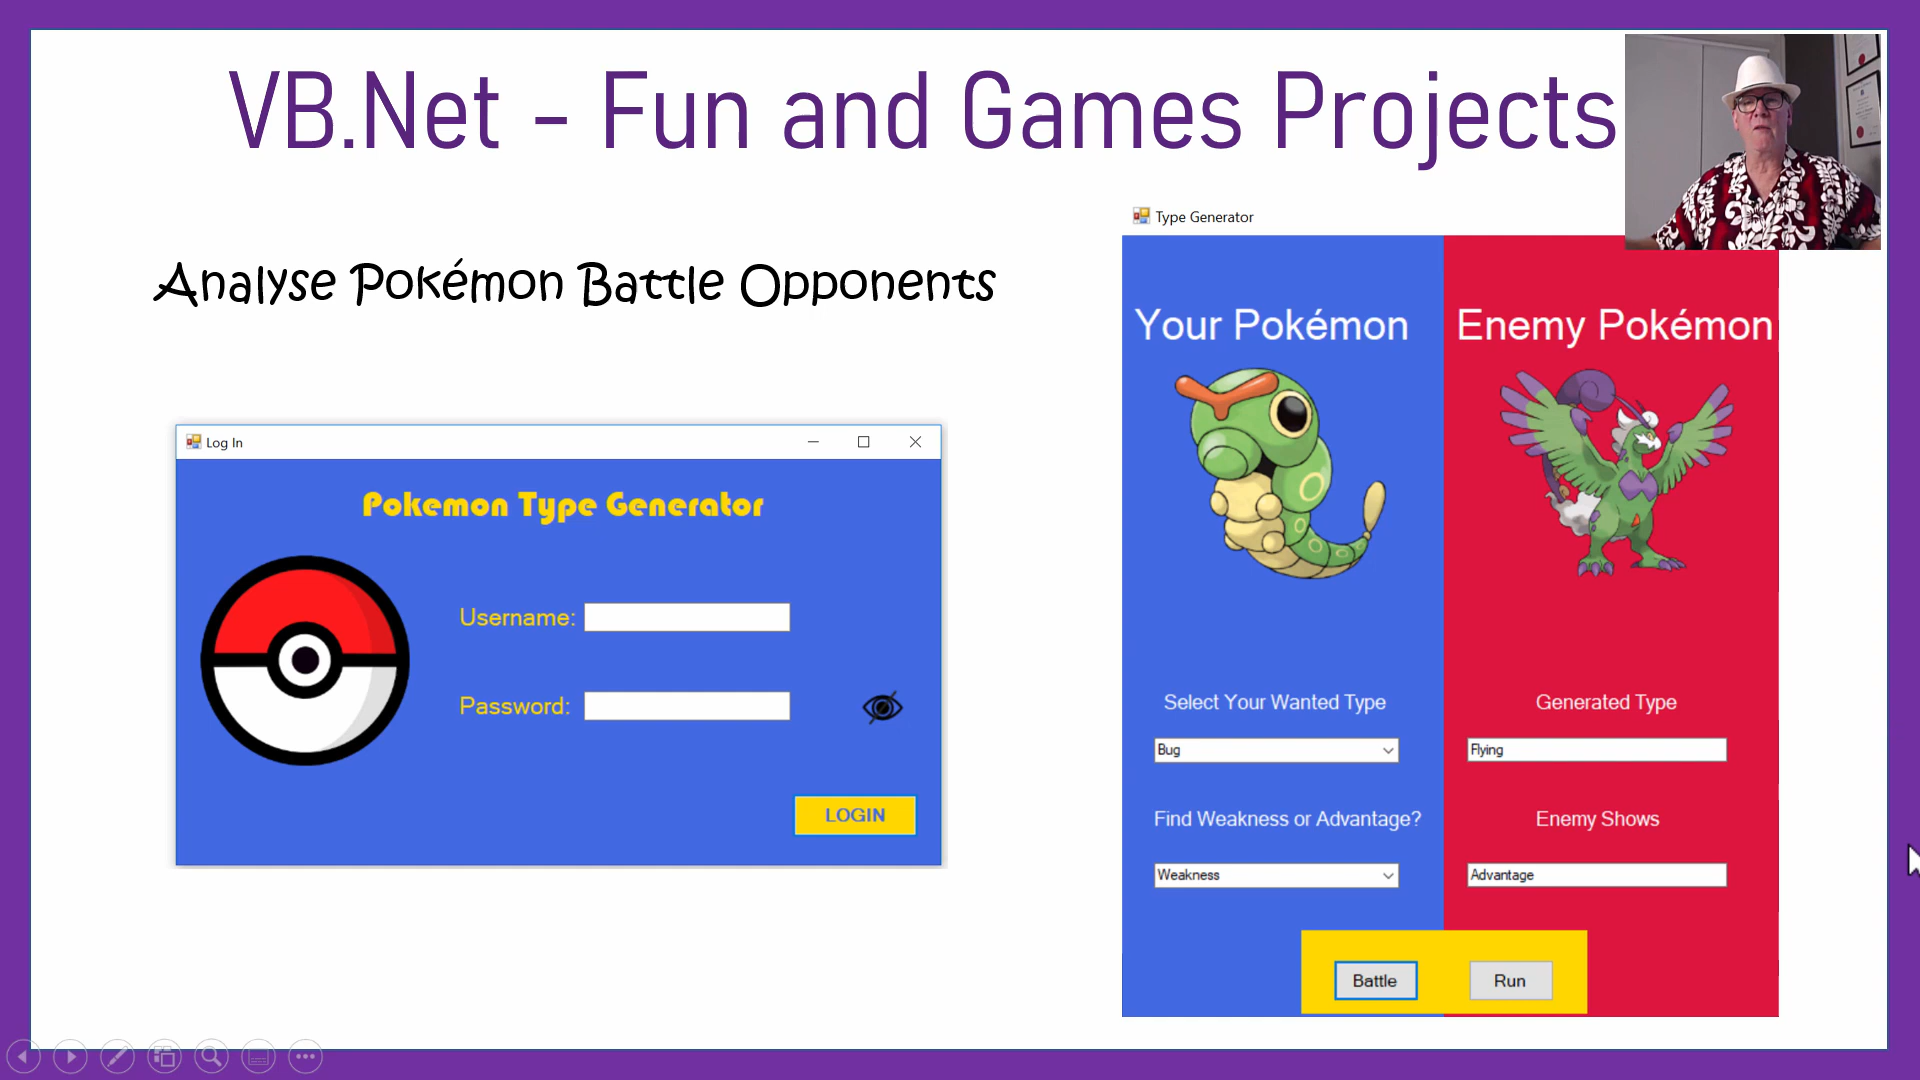 VB.Net - Fun and Games Projects
Analyse Pokémon Battle Opponents
Log In
Pokemon Type Generator
Username:
Password:
LOGIN
Type Generator
Your Pokémon
Enemy Pokémon
Select Your Wanted Type
Generated Type
Bug
Flying
Find Weakness or Advantage?
Enemy Shows
Weakness
Advantage
Battle
Run